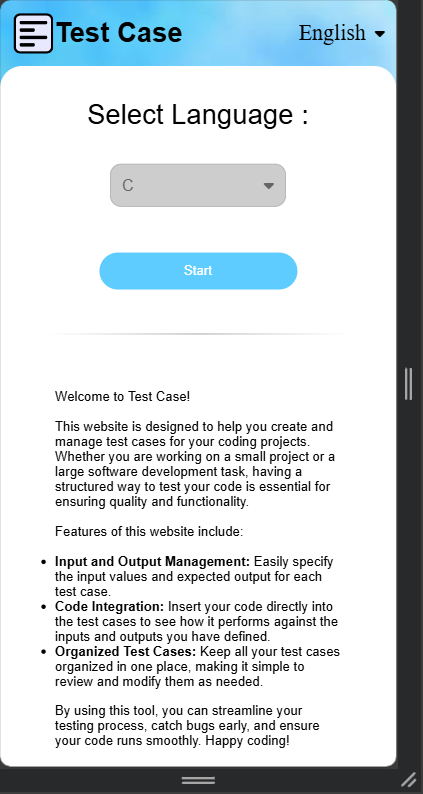 Test Case
English
Select Language :
C
Start
Welcome to Test Case!
This website is designed to help you create and
manage test cases for your coding projects.
Whether you are working on a small project or a
large software development task, having a
structured way to test your code is essential for
ensuring quality and functionality.
Features of this website include:
• Input and Output Management: Easily specify
the input values and expected output for each
test case.
• Code Integration: Insert your code directly into
the test cases to see how it performs against the
inputs and outputs you have defined.
• Organized Test Cases: Keep all your test cases
organized in one place, making it simple to
review and modify them as needed.
By using this tool, you can streamline your
testing process, catch bugs early, and ensure
your code runs smoothly. Happy coding!